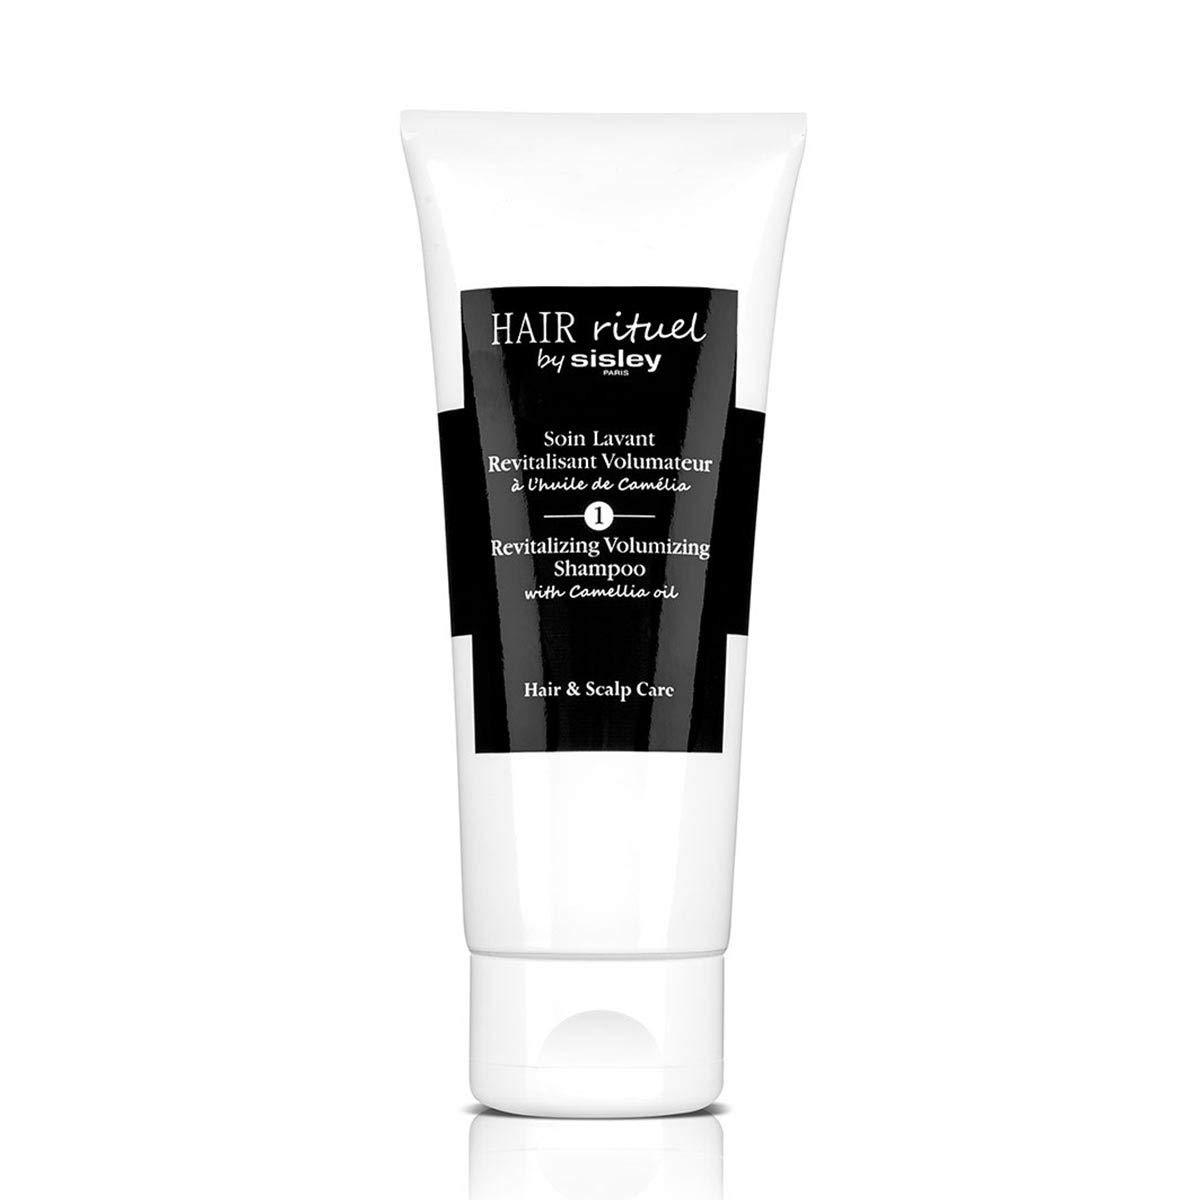 HAIR rituel
by sisley
PARIS
Soin Lavant
Revitalisant Volumateur
à l'huile de Camélia
1
Revitalizing Volumizing
Shampoo
with Camellia oil
Hair & Scalp Care